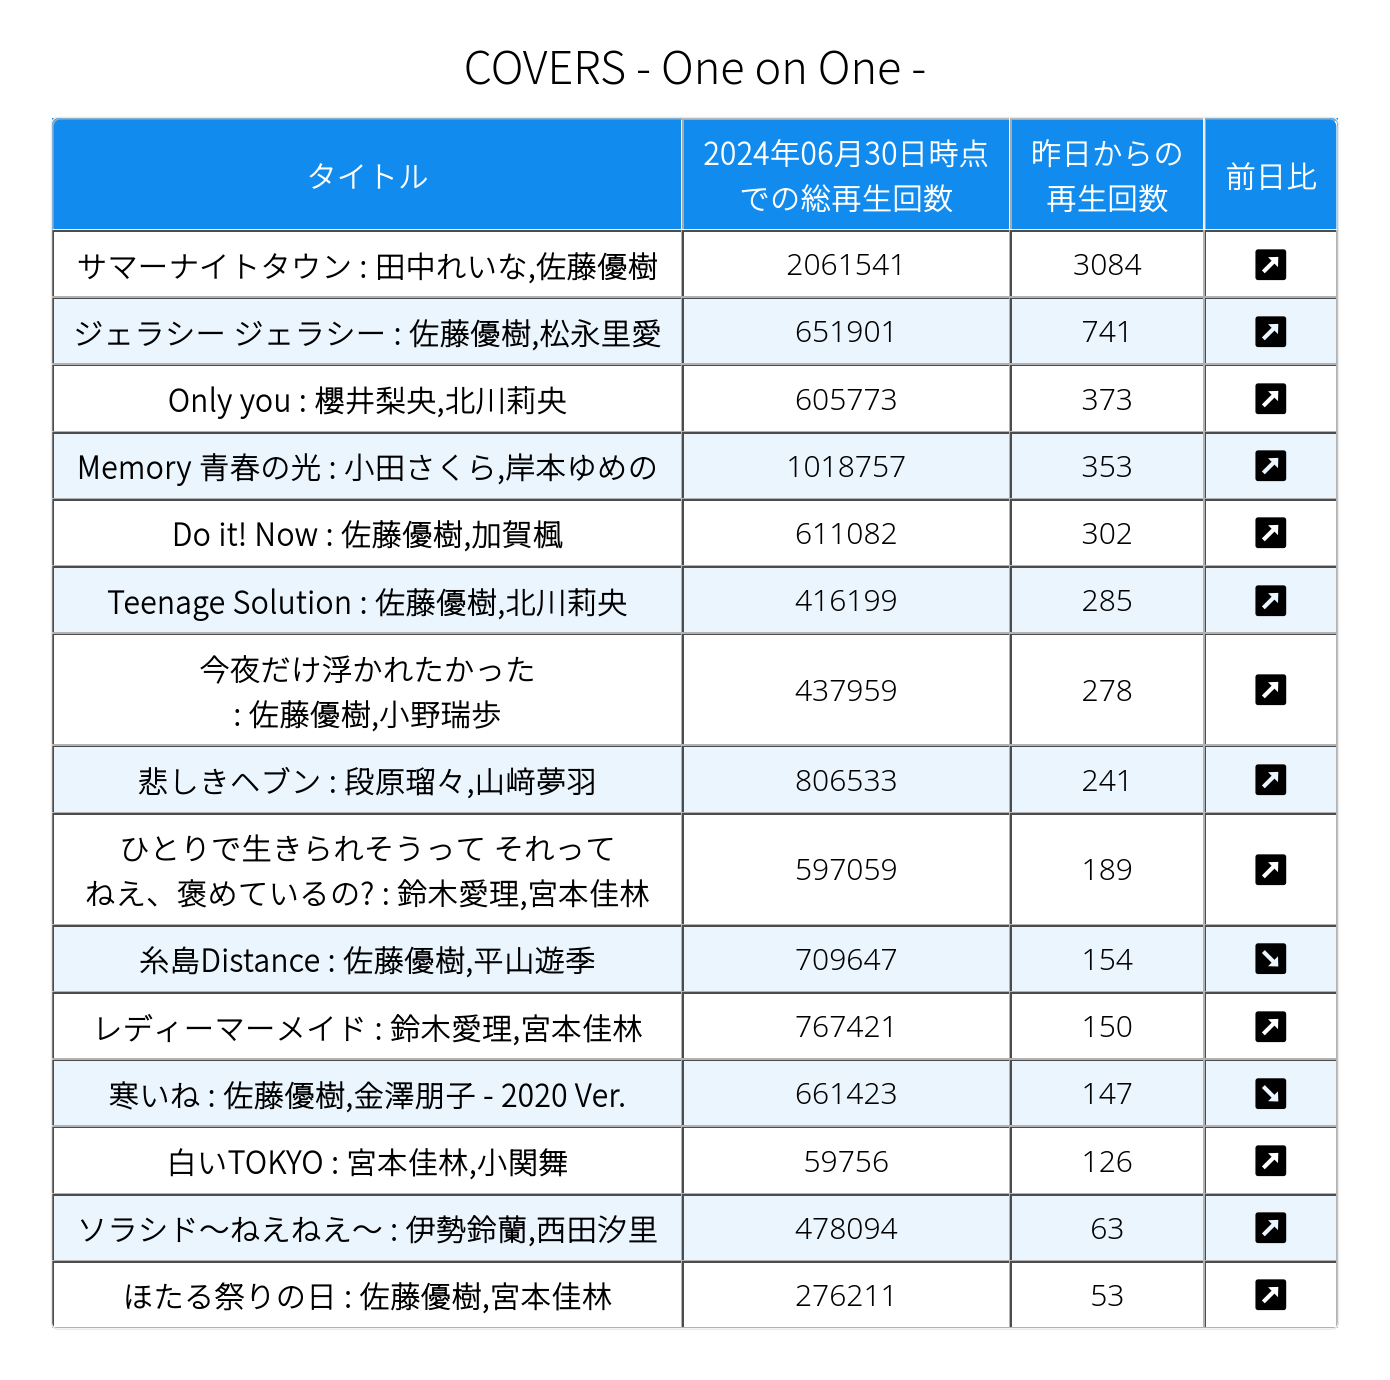 COVERS - One on One -
タイトル
2024年06月30日時点
での総再生回数
昨日からの
再生回数
前日比
サマーナイトタウン : 田中れいな,佐藤優樹
2061541
3084
ジェラシー ジェラシー : 佐藤優樹,松永里愛
651901
741
Only you : 櫻井梨央,北川莉央
605773
373
Memory 青春の光 : 小田さくら,岸本ゆめの
1018757
353
Do it! Now : 佐藤優樹,加賀楓
611082
302
Teenage Solution : 佐藤優樹,北川莉央
416199
285
今夜だけ浮かれたかった
: 佐藤優樹,小野瑞歩
437959
278
悲しきヘブン : 段原瑠々,山﨑夢羽
806533
241
ひとりで生きられそうって それって
ねえ、褒めているの? : 鈴木愛理,宮本佳林
597059
189
糸島Distance : 佐藤優樹,平山遊季
709647
154
レディーマーメイド : 鈴木愛理,宮本佳林
767421
150
寒いね : 佐藤優樹,金澤朋子 - 2020 Ver.
661423
147
白いTOKYO : 宮本佳林,小関舞
59756
126
ソラシド～ねえねえ～ : 伊勢鈴蘭,西田汐里
478094
63
ほたる祭りの日 : 佐藤優樹,宮本佳林
276211
53